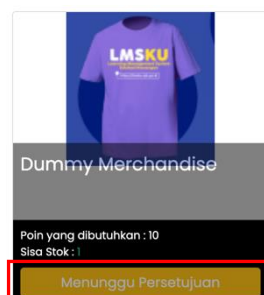 LMSKU
Dummy Merchandise
Poin yang dibutuhkan : 10
Sisa Stok : 1
Menunggu Persetujuan